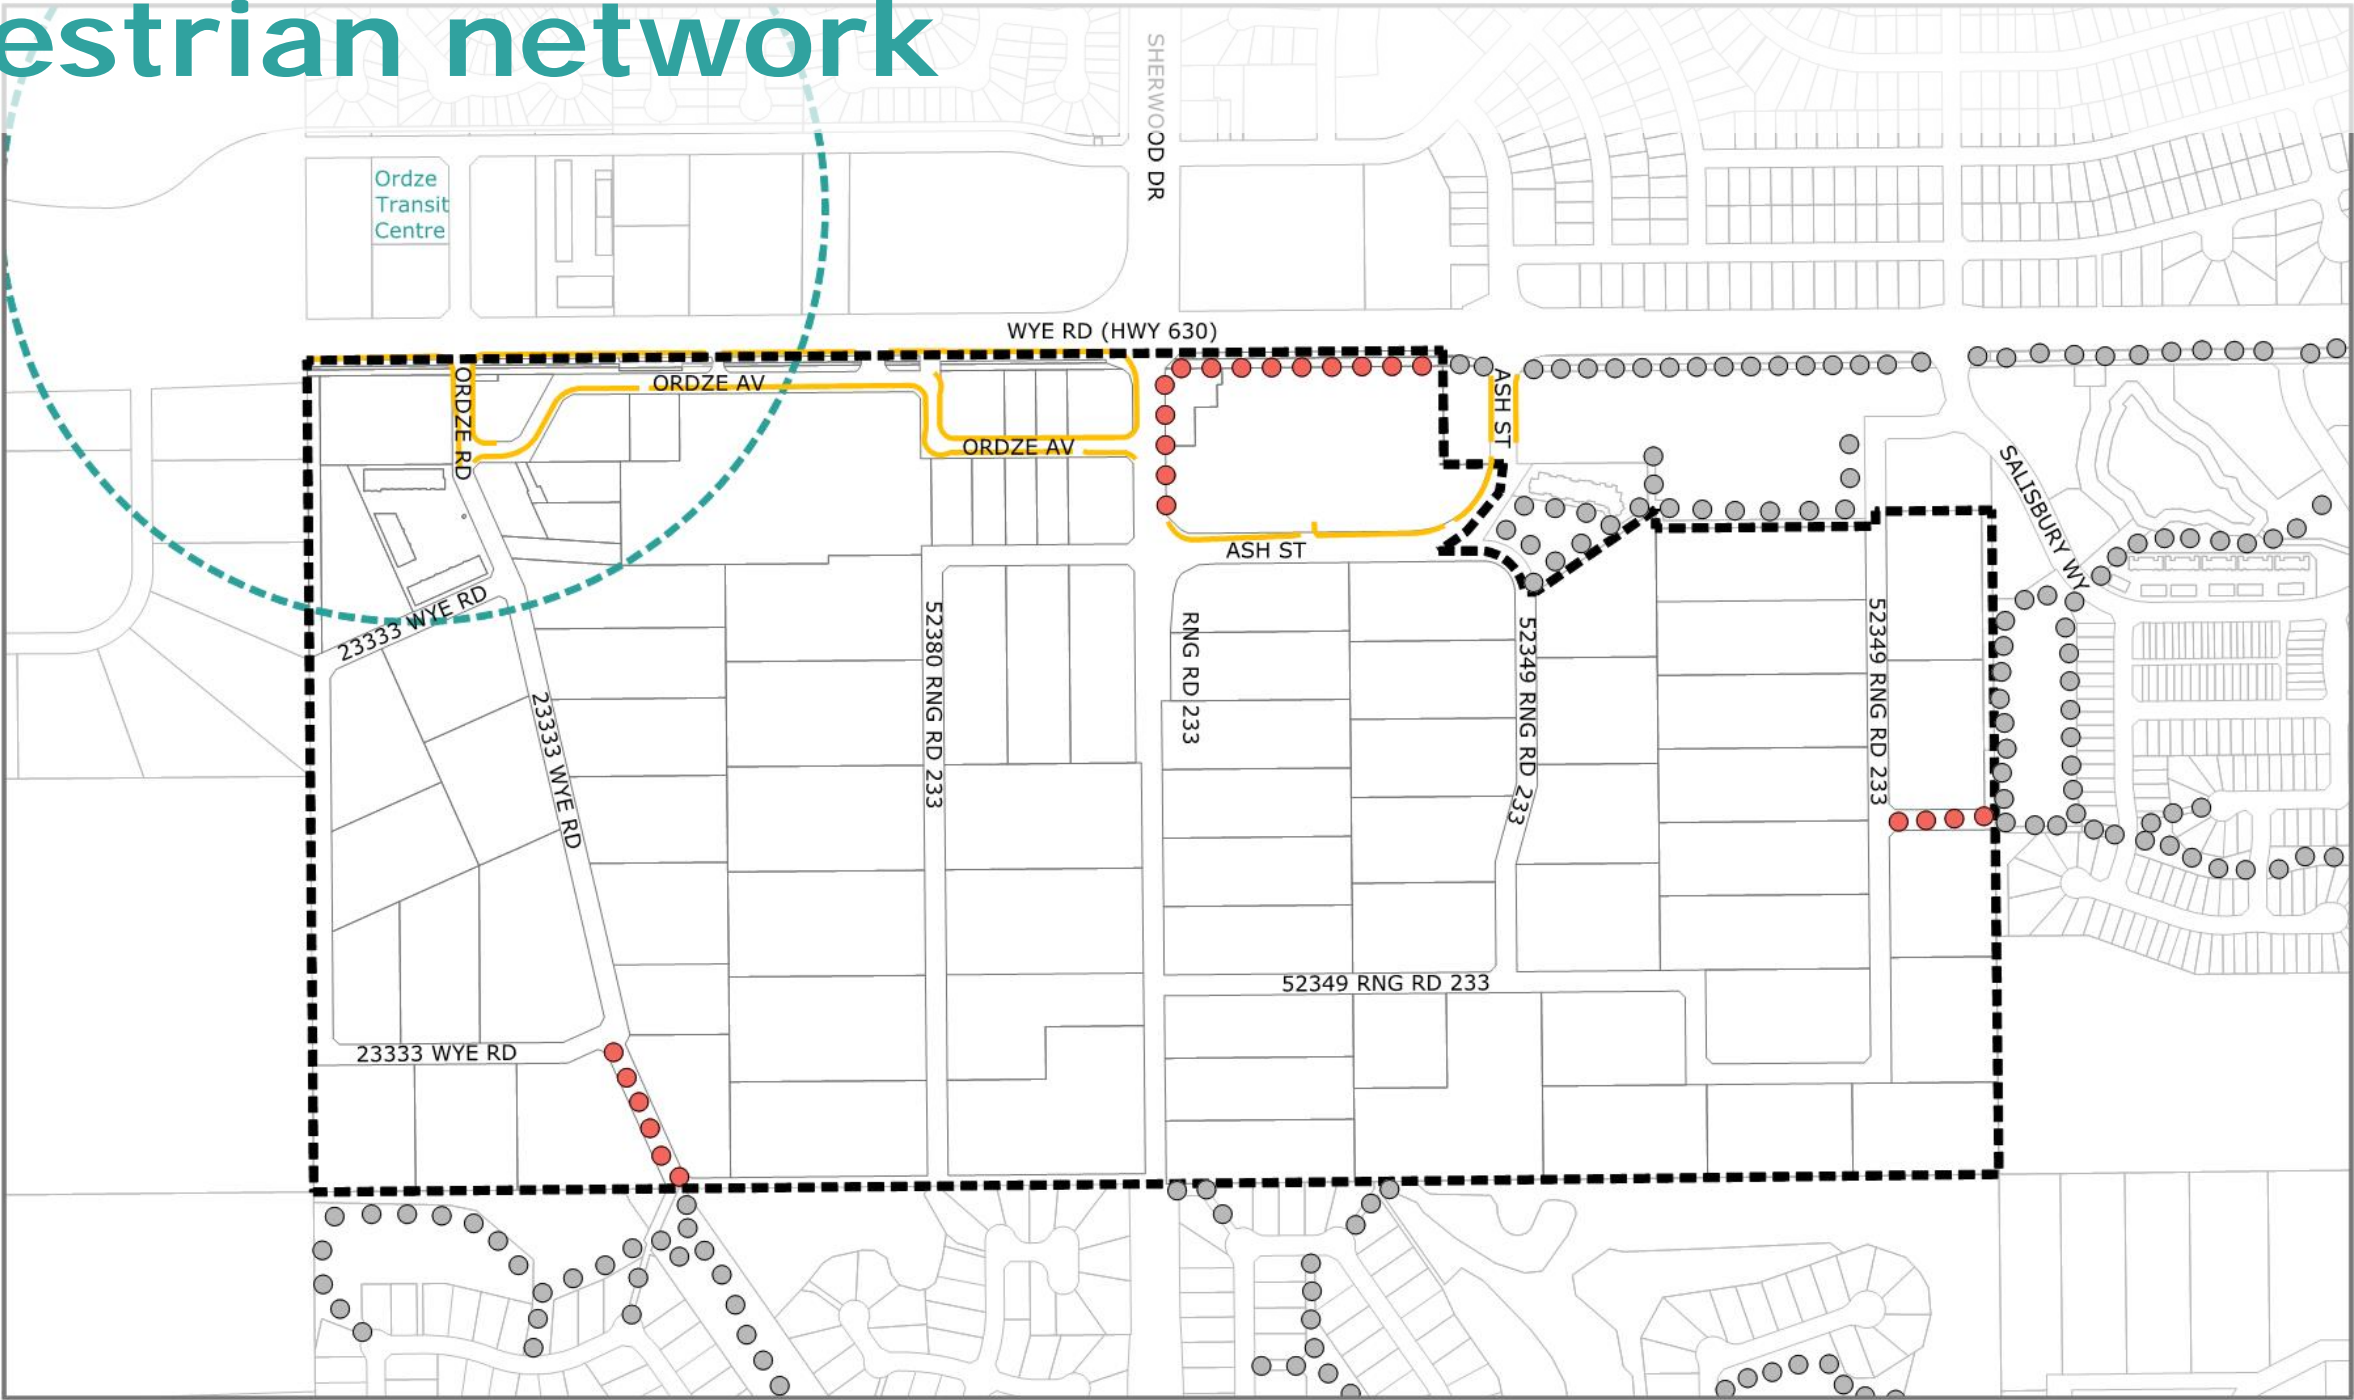 estrian network
SHERWOOD DR
Ordze
Transit
Centre
WYE RD (HWY 630)
ORDZE RD
ORDZE AV
ORDZE AV
ASH ST
ASH ST
SALISBURY WY
23333 WYE RD
23333 WYE RD
52380 RNG RD 233
RNG RD 233
52349 RNG RD 233
52349 RNG RD 233
52349 RNG RD 233
23333 WYE RD